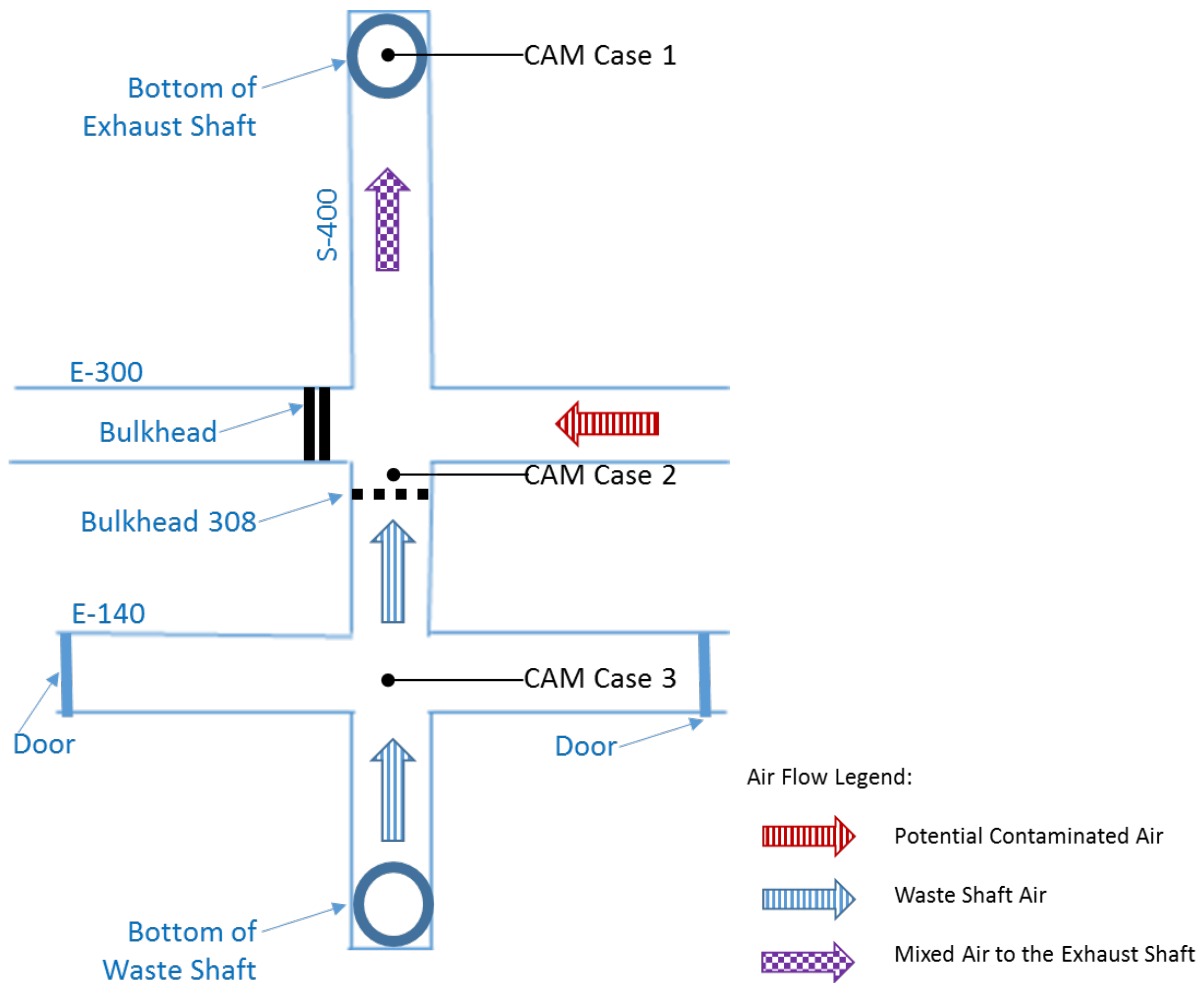 CAM Case 1
Bottom of
Exhaust Shaft
S-400
E-300
Bulkhead
CAM Case 2
Bulkhead 308
E-140
CAM Case 3
Door
Door
Bottom of
Waste Shaft
Air Flow Legend:
Potential Contaminated Air
Waste Shaft Air
Mixed Air to the Exhaust Shaft